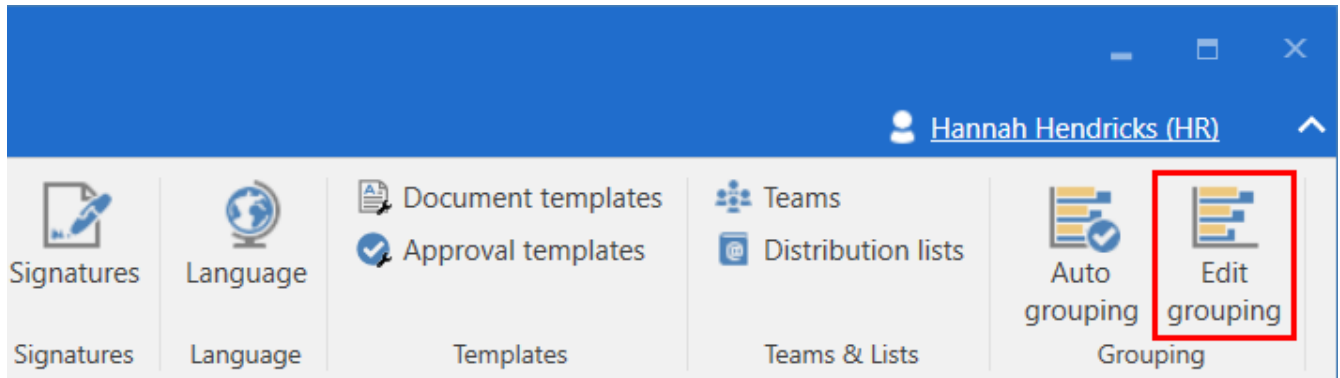 Hannah Hendricks (HR)
Signatures
Language
Document templates
Approval templates
Teams
Distribution lists
Auto
grouping
Edit
grouping
Signatures
Language
Templates
Teams & Lists
Grouping